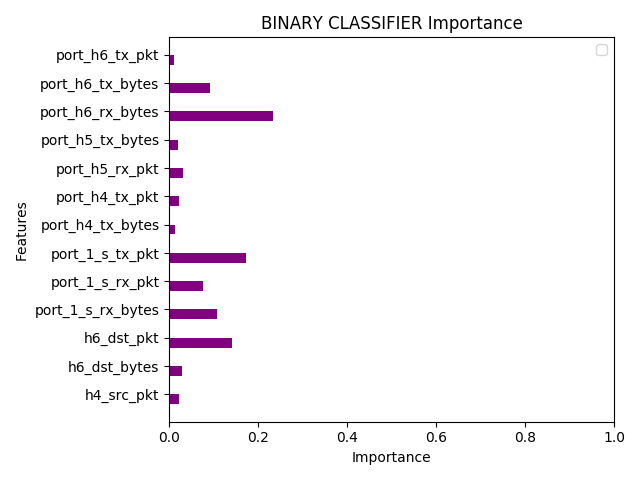 BINARY CLASSIFIER Importance
port_h6_tx_pkt
port_h6_tx_bytes
port_h6_rx_bytes
port_h5_tx_bytes
port_h5_rx_pkt
port_h4_tx_pkt
port_h4_tx_bytes
port_1_s_tx_pkt
port_1_s_rx_pkt
port_1_s_rx_bytes
h6_dst_pkt
h6_dst_bytes
h4_src_pkt
Features
0.0 0.2 0.4 0.6 0.8 1.0
Importance